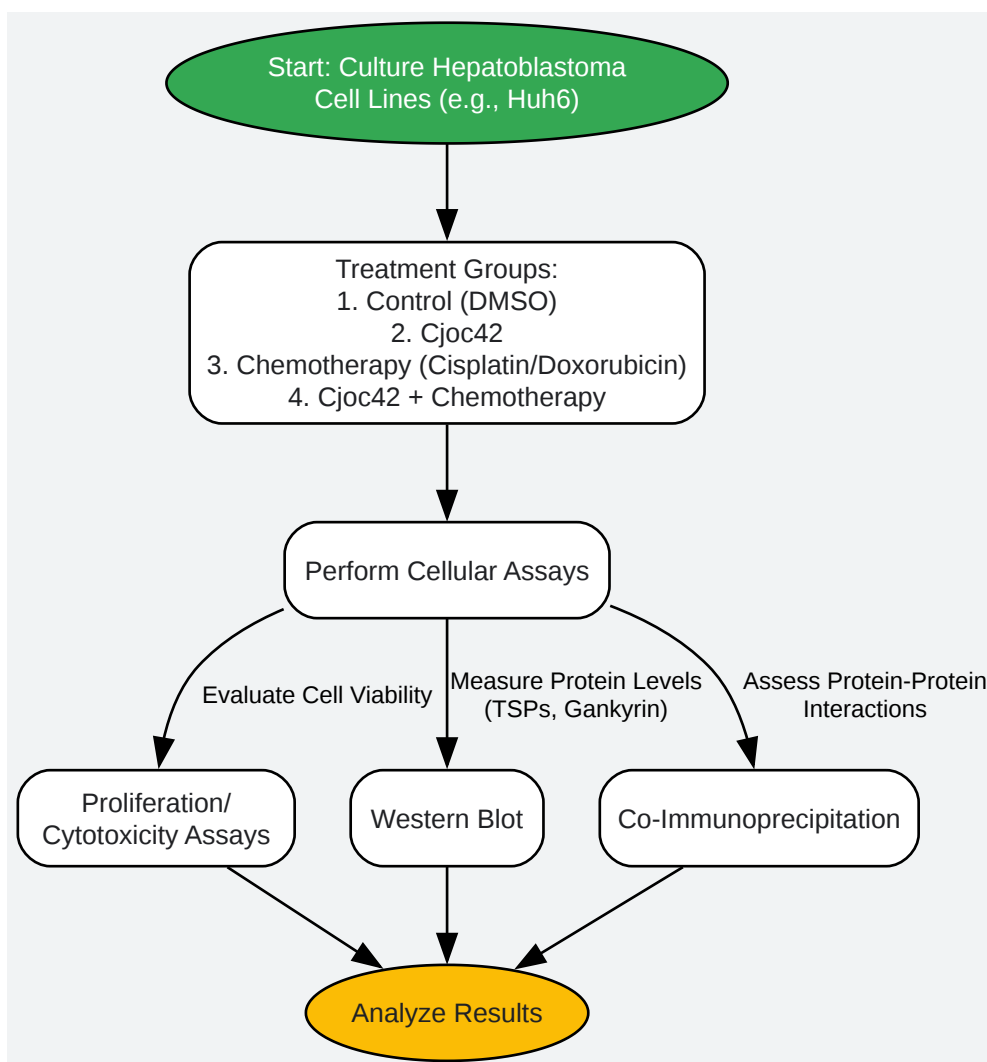 Start: Culture Hepatoblastoma
Cell Lines (e.g., Huh6)
Treatment Groups:
1. Control (DMSO)
2. Cjoc42
3. Chemotherapy (Cisplatin/Doxorubicin)
4. Cjoc42 + Chemotherapy
Perform Cellular Assays
Evaluate Cell Viability
Measure Protein Levels
(TSPs, Gankyrin)
Assess Protein-Protein
Interactions
Proliferation/
Cytotoxicity Assays
Western Blot
Co-Immunoprecipitation
Analyze Results